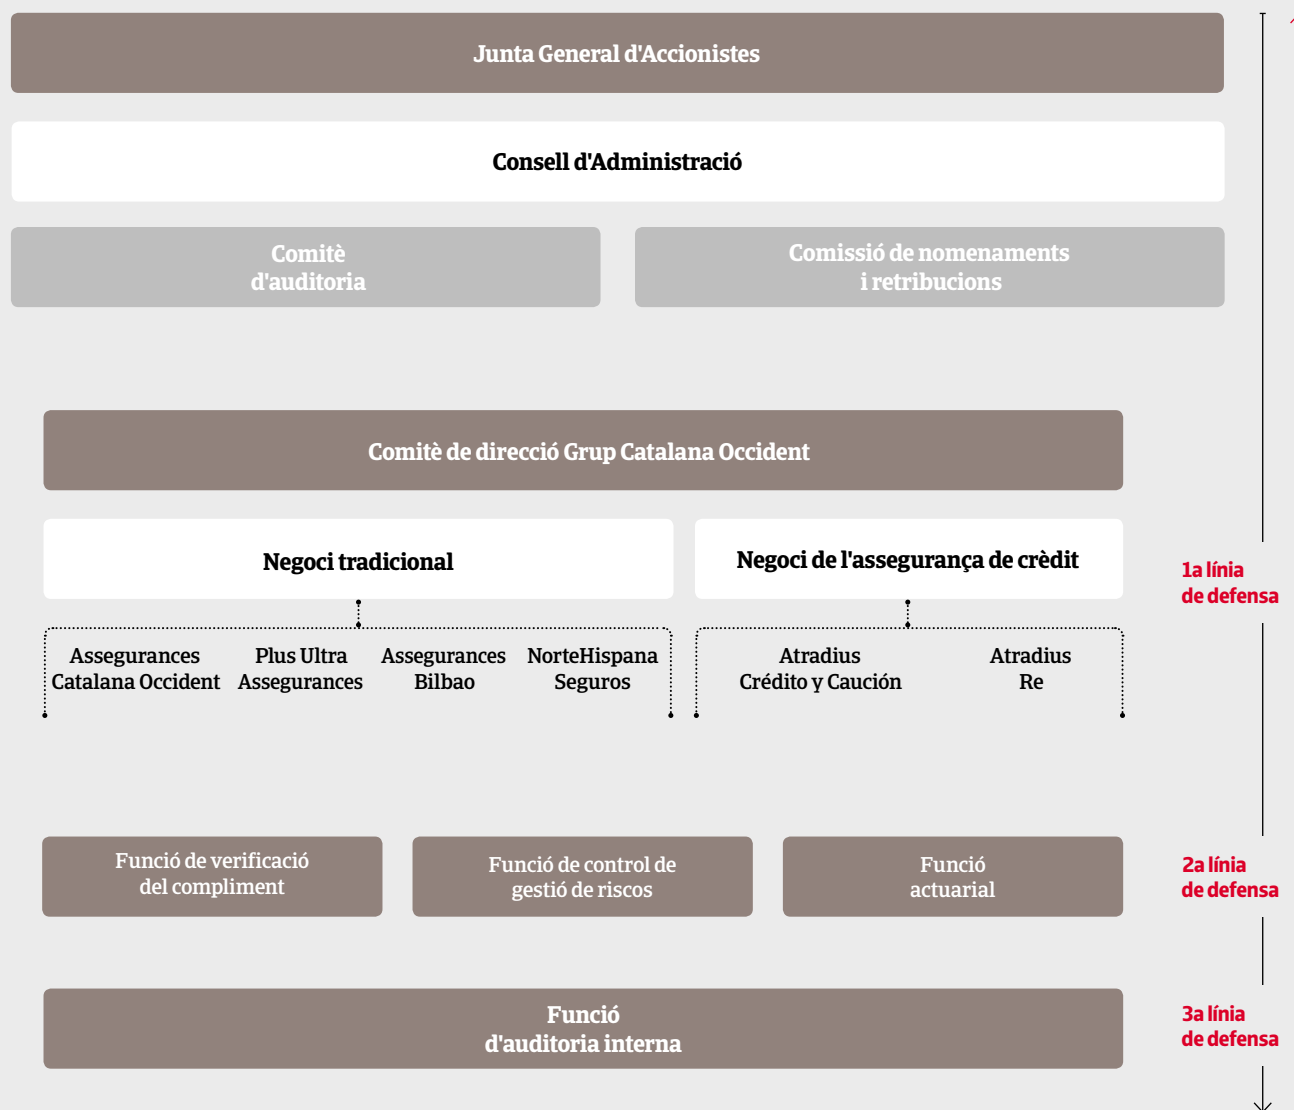 Junta General d'Accionistes
Consell d'Administració
Comitè
d'auditoria
Comissió de nomenaments
i retribucions
Comitè de direcció Grup Catalana Occident
Negoci tradicional
Negoci de l'assegurança de crèdit
Assegurances
Catalana Occident
Plus Ultra
Assegurances
Assegurances
Bilbao
NorteHispana
Seguros
Atradius
Crédito y Caución
Atradius
Re
1a línia
de defensa
Funció de verificació
del compliment
Funció de control de
gestió de riscos
Funció
actuarial
2a línia
de defensa
Funció
d'auditoria interna
3a línia
de defensa